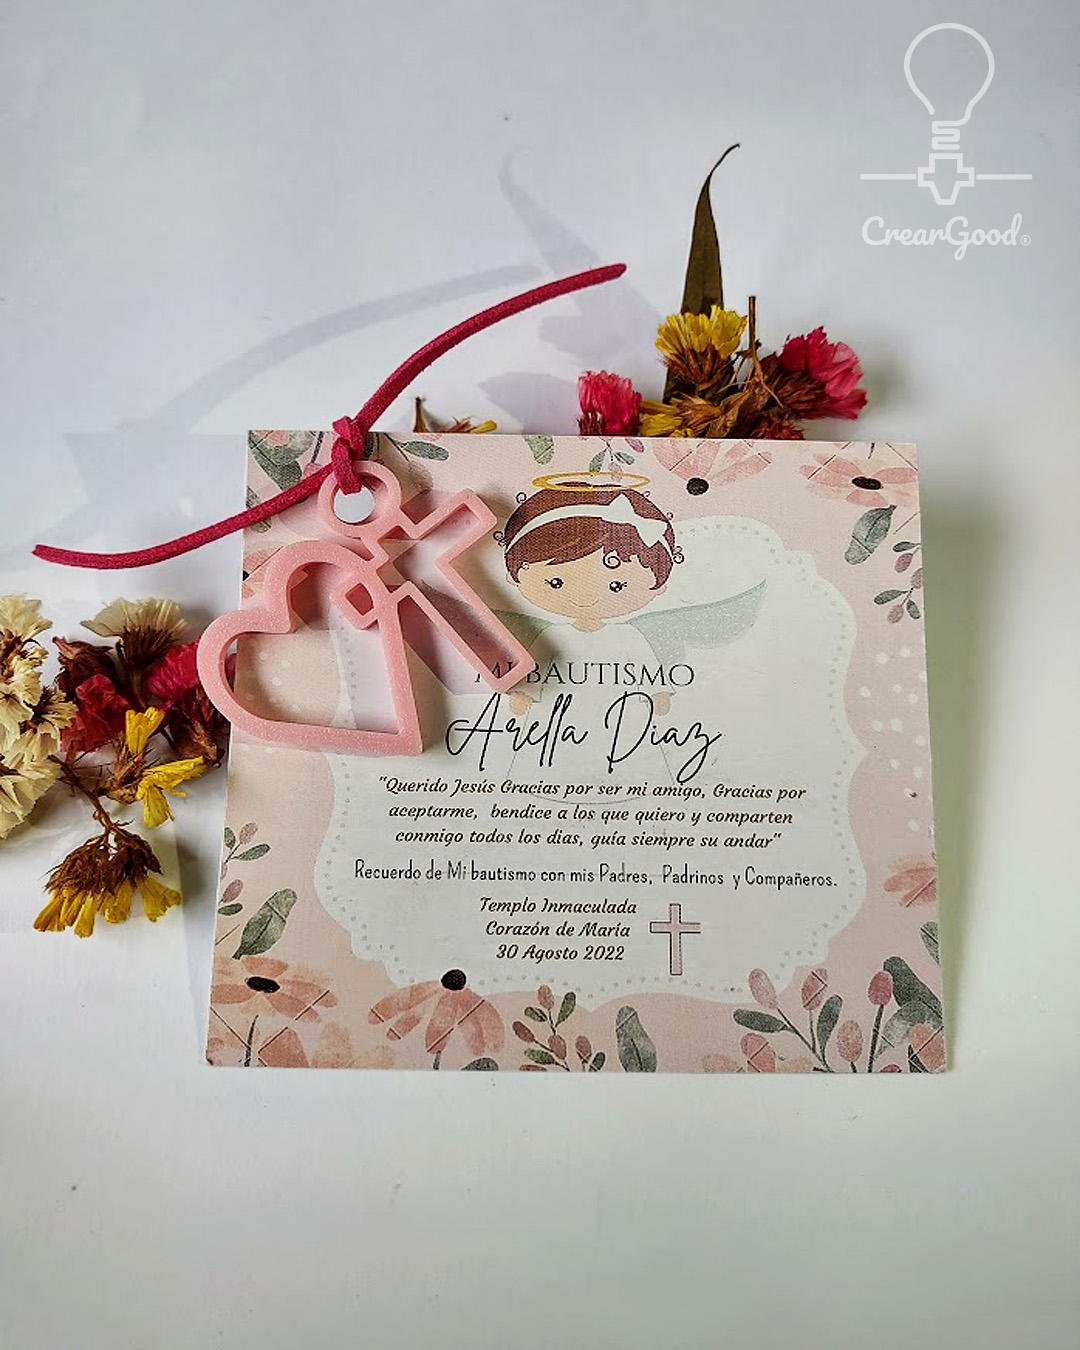 CrearGood®
MI BAUTISMO
Arella Diaz
"Querido Jesús Gracias por ser mi amigo, Gracias por
aceptarme, bendice a los que quiero y comparten
conmigo todos los dias, guía siempre su andar"
Recuerdo de Mi bautismo con mis Padres, Padrinos y Compañeros.
Templo Inmaculada
Corazón de María
30 Agosto 2022